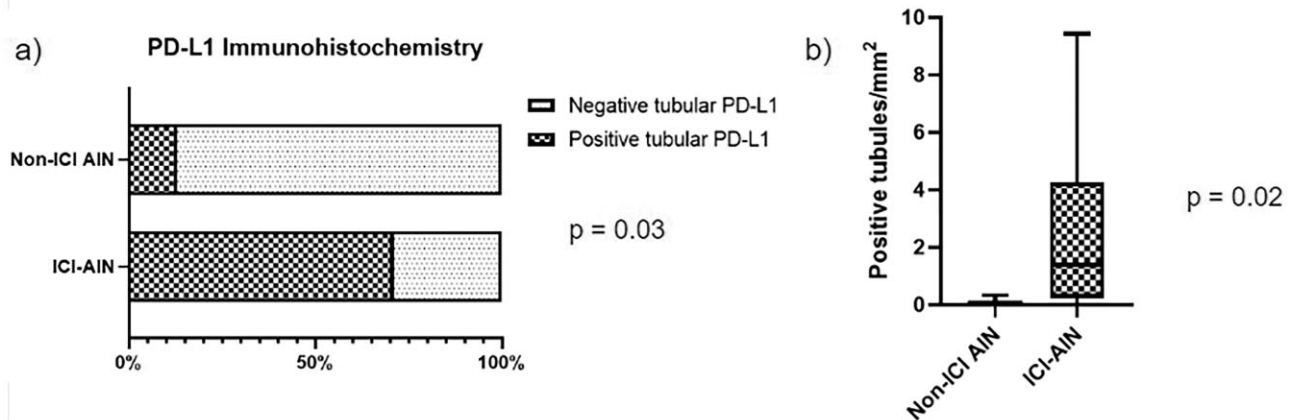 a)
PD-L1 Immunohistochemistry
Non-ICI AIN
ICI-AIN
0%
50%
100%
Negative tubular PD-L1
Positive tubular PD-L1
p = 0.03
b)
Positive tubules/mm²
10
8
6
4
2
0
Non-ICI AIN
ICI-AIN
p = 0.02